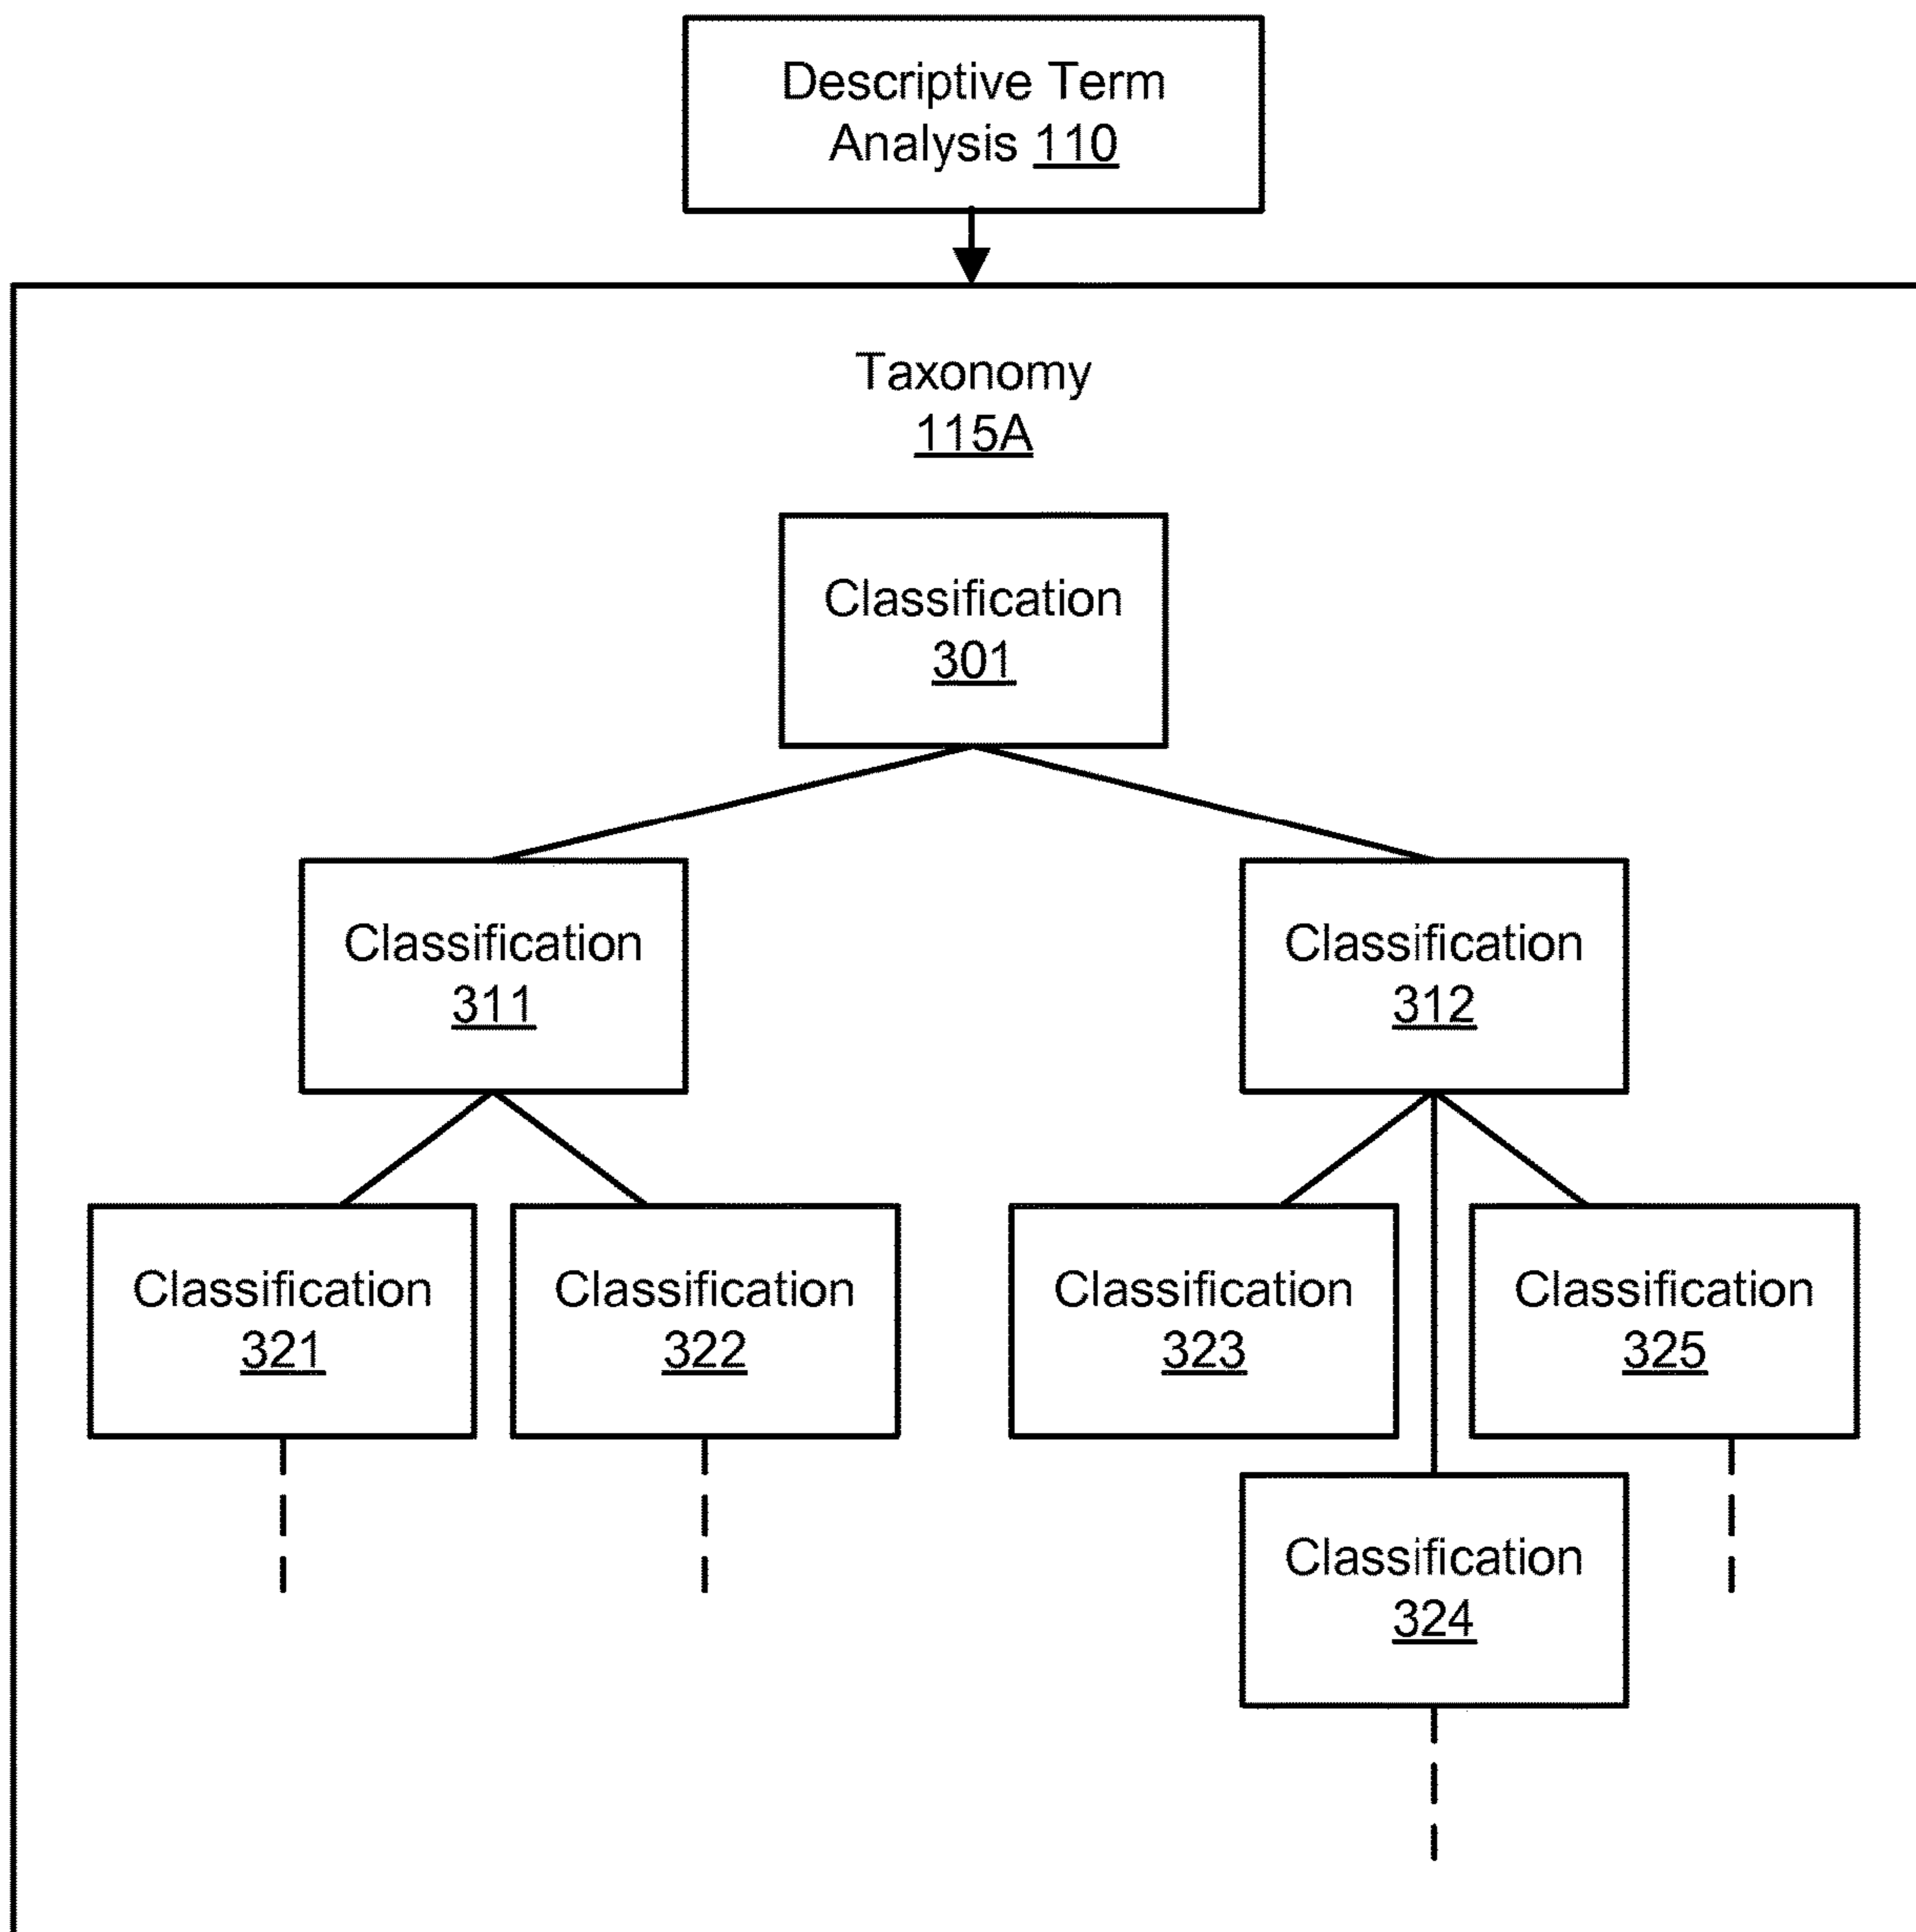 Descriptive Term
Analysis 110
Taxonomy
115A
Classification
301
Classification
311
Classification
312
Classification
321
Classification
322
Classification
323
Classification
325
Classification
324